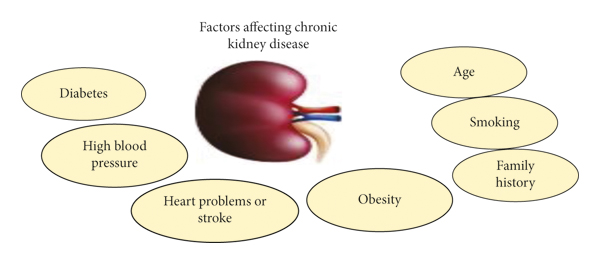 Factors affecting chronic
kidney disease
Diabetes
High blood
pressure
Heart problems or
stroke
Obesity
Age
Smoking
Family
history